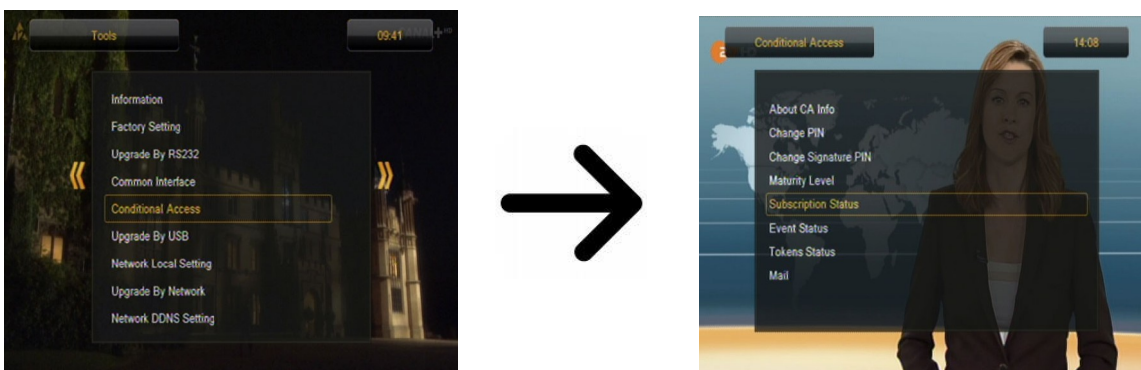 Tools
09:41
Information
Factory Setting
Upgrade By RS232
Common Interface
Conditional Access
Upgrade By USB
Network Local Setting
Upgrade By Network
Network DDNS Setting
Conditional Access
14:08
About CA Info
Change PIN
Change Signature PIN
Maturity Level
Subscription Status
Event Status
Tokens Status
Mail